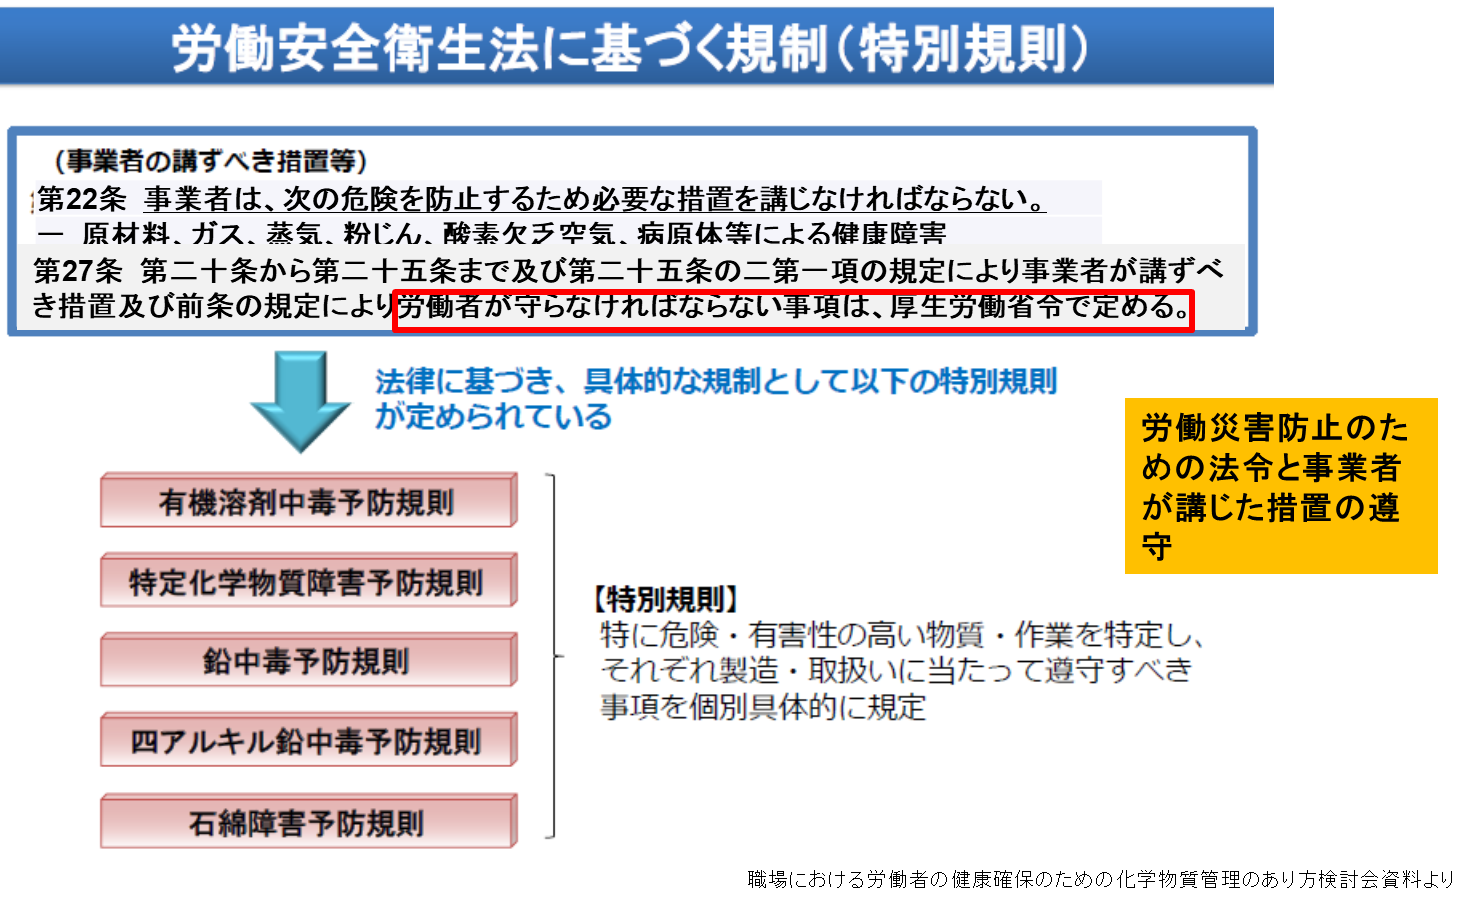 労働安全衛生法に基づく規制（特別規則）
（事業者の講ずべき措置等）
第22条 事業者は、次の危険を防止するため必要な措置を講じなければならない。
一 原材料、ガス、蒸気、粉じん、酸素欠乏空気、病原体等による健康障害
第27条 第二十条から第二十五条まで及び第二十五条の二第一項の規定により事業者が講ずべ
き措置及び前条の規定により労働者が守らなければならない事項は、厚生労働省令で定める。
法律に基づき、具体的な規制として以下の特別規則
が定められている
労働災害防止のた
めの法令と事業者
が講じた措置の遵
守
有機溶剤中毒予防規則
特定化学物質障害予防規則
鉛中毒予防規則
四アルキル鉛中毒予防規則
石綿障害予防規則
【特別規則】
特に危険・有害性の高い物質・作業を特定し、
それぞれ製造・取扱いに当たって遵守すべき
事項を個別具体的に規定
職場における労働者の健康確保のための化学物質管理のあり方検討会資料より